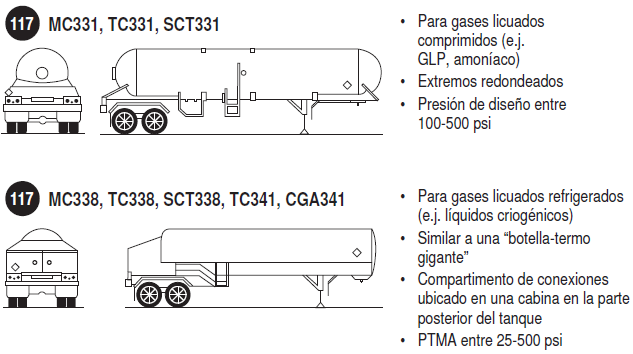 117 MC331, TC331, SCT331
• Para gases licuados
comprimidos (e.j.
GLP, amoníaco)
• Extremos redondeados
• Presión de diseño entre
100-500 psi
117 MC338, TC338, SCT338, TC341, CGA341
• Para gases licuados refrigerados
(e.j. líquidos criogénicos)
• Similar a una “botella-termo
gigante”
• Compartimento de conexiones
ubicado en una cabina en la parte
posterior del tanque
• PTMA entre 25-500 psi